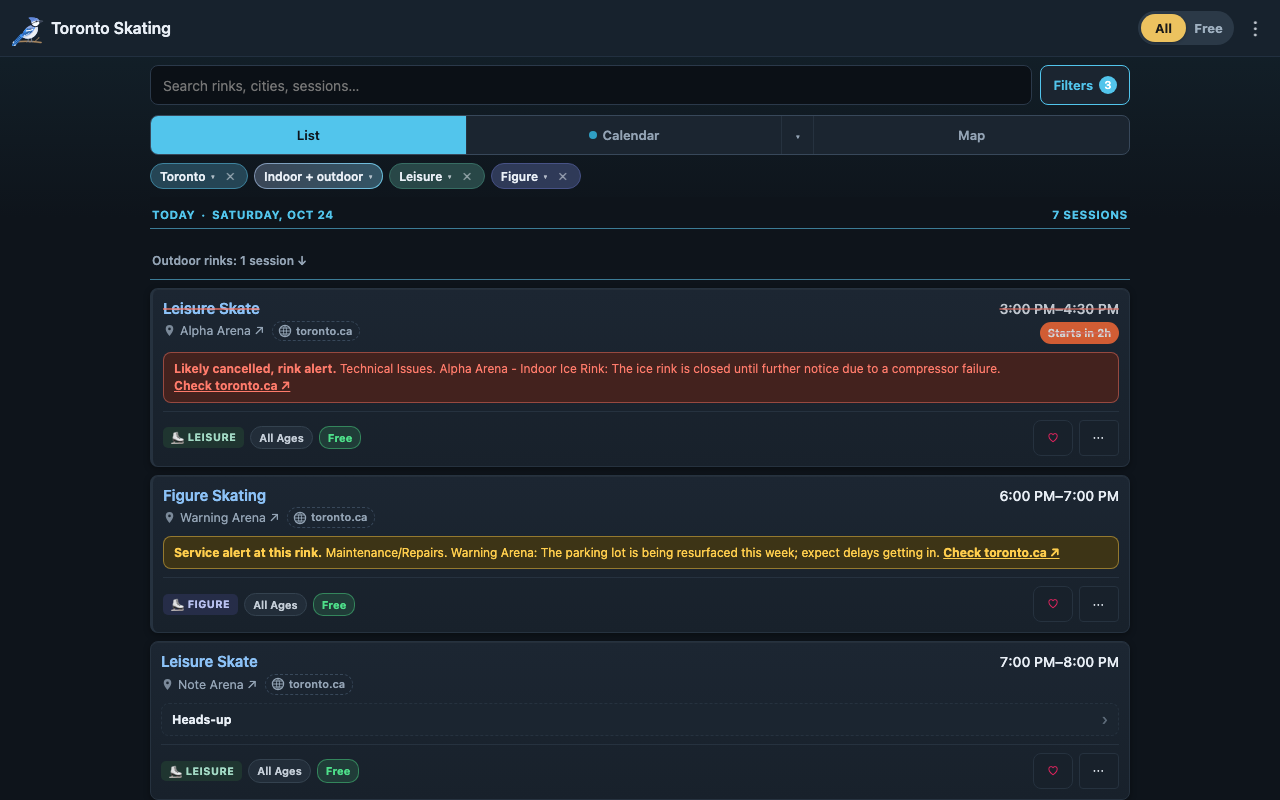 Toronto Skating
All Free
Search rinks, cities, sessions...
Filters 3
List
Calendar
Map
Toronto
Indoor + outdoor
Leisure
Figure
TODAY · SATURDAY, OCT 24
7 SESSIONS
Outdoor rinks: 1 session ↓
Leisure Skate
3:00 PM–4:30 PM
Alpha Arena ↗ toronto.ca
Starts in 2h
Likely cancelled, rink alert. Technical Issues. Alpha Arena - Indoor Ice Rink: The ice rink is closed until further notice due to a compressor failure.
Check toronto.ca ↗
LEISURE All Ages Free
Figure Skating
6:00 PM–7:00 PM
Warning Arena ↗ toronto.ca
Service alert at this rink. Maintenance/Repairs. Warning Arena: The parking lot is being resurfaced this week; expect delays getting in. Check toronto.ca ↗
FIGURE All Ages Free
Leisure Skate
7:00 PM–8:00 PM
Note Arena ↗ toronto.ca
Heads-up
LEISURE All Ages Free